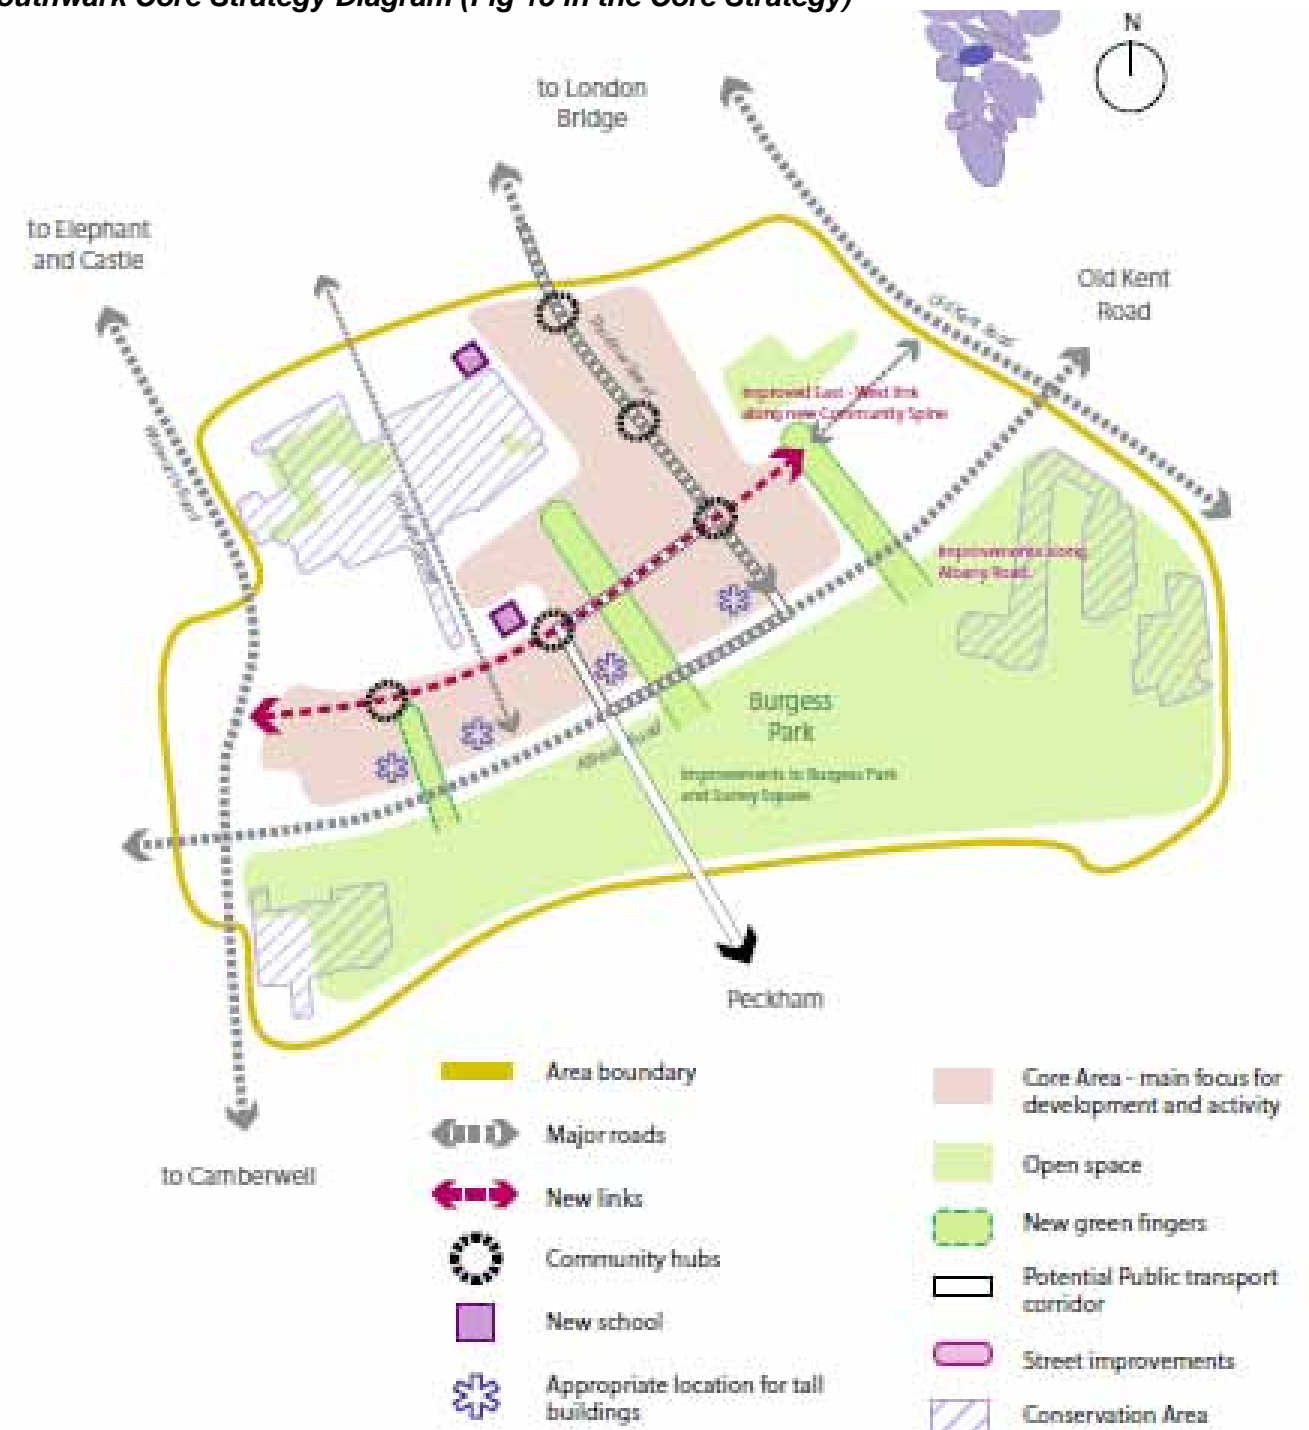 outhwark Core Strategy Diagram (Fig 18 in the Core Strategy)
N
to London
Bridge
to Elephant
and Castle
Old Kent
Road
Improved East - West link
along new Community Spine
Improvements along
Albany Road.
Burgess
Park
Albany Road
Improvements to Burgess Park
and Surrey Square
Peckham
to Camberwell
Area boundary
Major roads
New links
Community hubs
New school
Appropriate location for tall
buildings
Core Area - main focus for
development and activity
Open space
New green fingers
Potential Public transport
corridor
Street improvements
Conservation Area